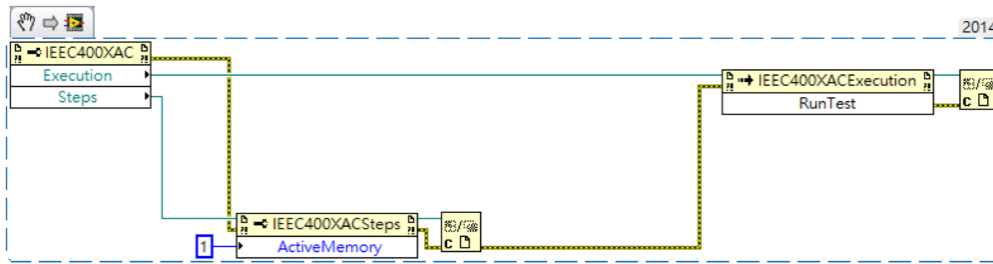 2014
IEEC400XAC
Execution
Steps
IEEC400XACExecution
RunTest
C
IEEC400XACSteps
1
ActiveMemory
C